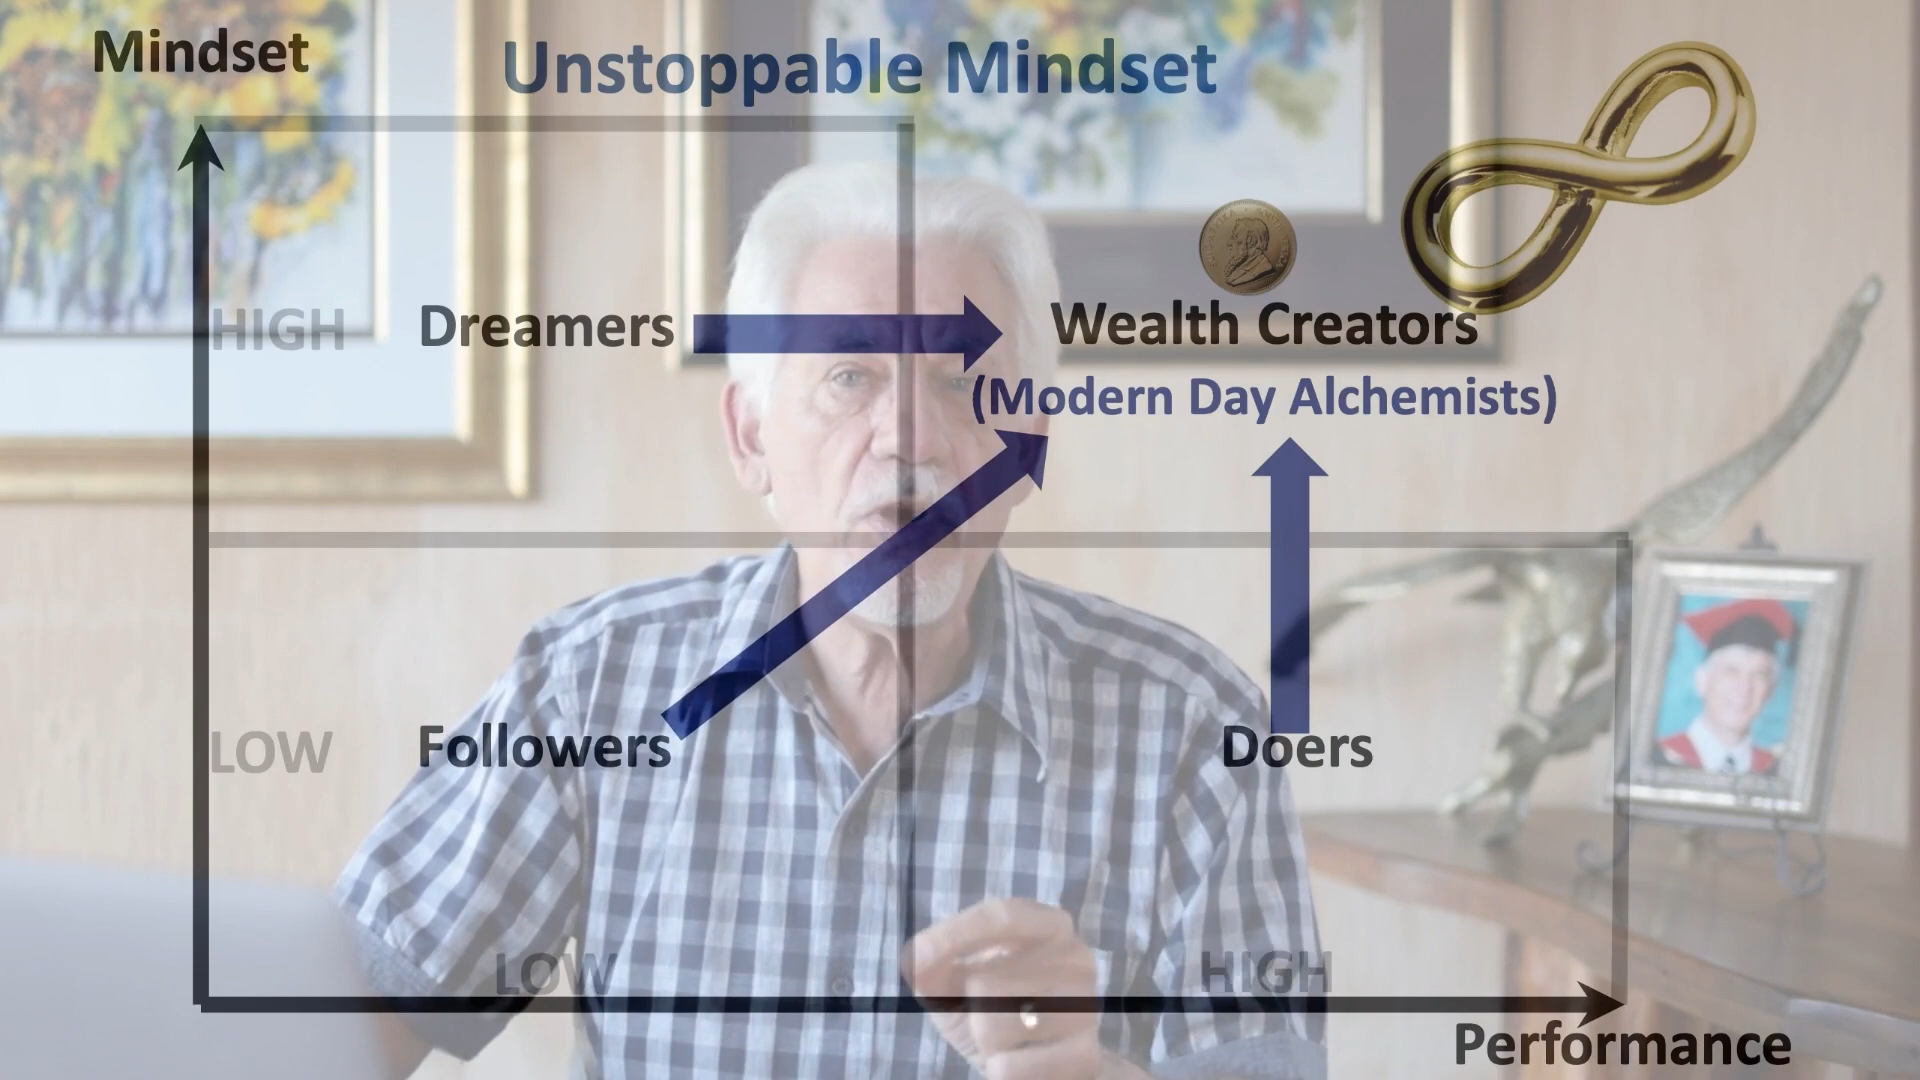 Mindset
Unstoppable Mindset
HIGH
Dreamers
Wealth Creators
(Modern Day Alchemists)
LOW
Followers
Doers
LOW
HIGH
Performance